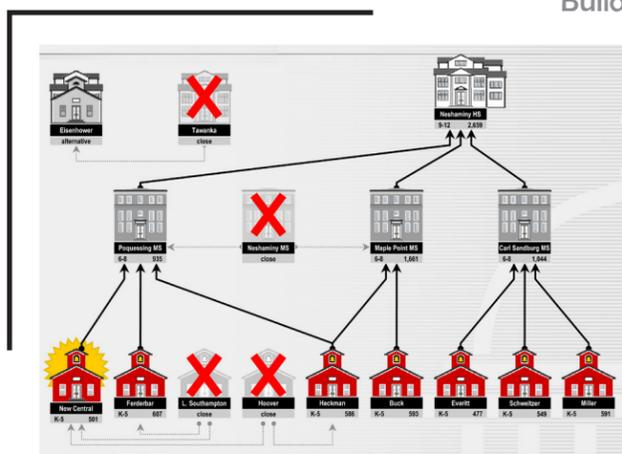 Build
Neshaminy HS
9-12 2,639
Eisenhower
alternative
Tawanka
close
Poquessing MS
6-8 935
Neshaminy MS
close
Maple Point MS
6-8 1,661
Carl Sandburg MS
6-8 1,044
New Central
K-5 501
Ferderbar
K-5 607
L. Southampton
close
Hoover
close
Heckman
K-5 586
Buck
K-5 593
Everitt
K-5 477
Schweitzer
K-5 549
Miller
K-5 591